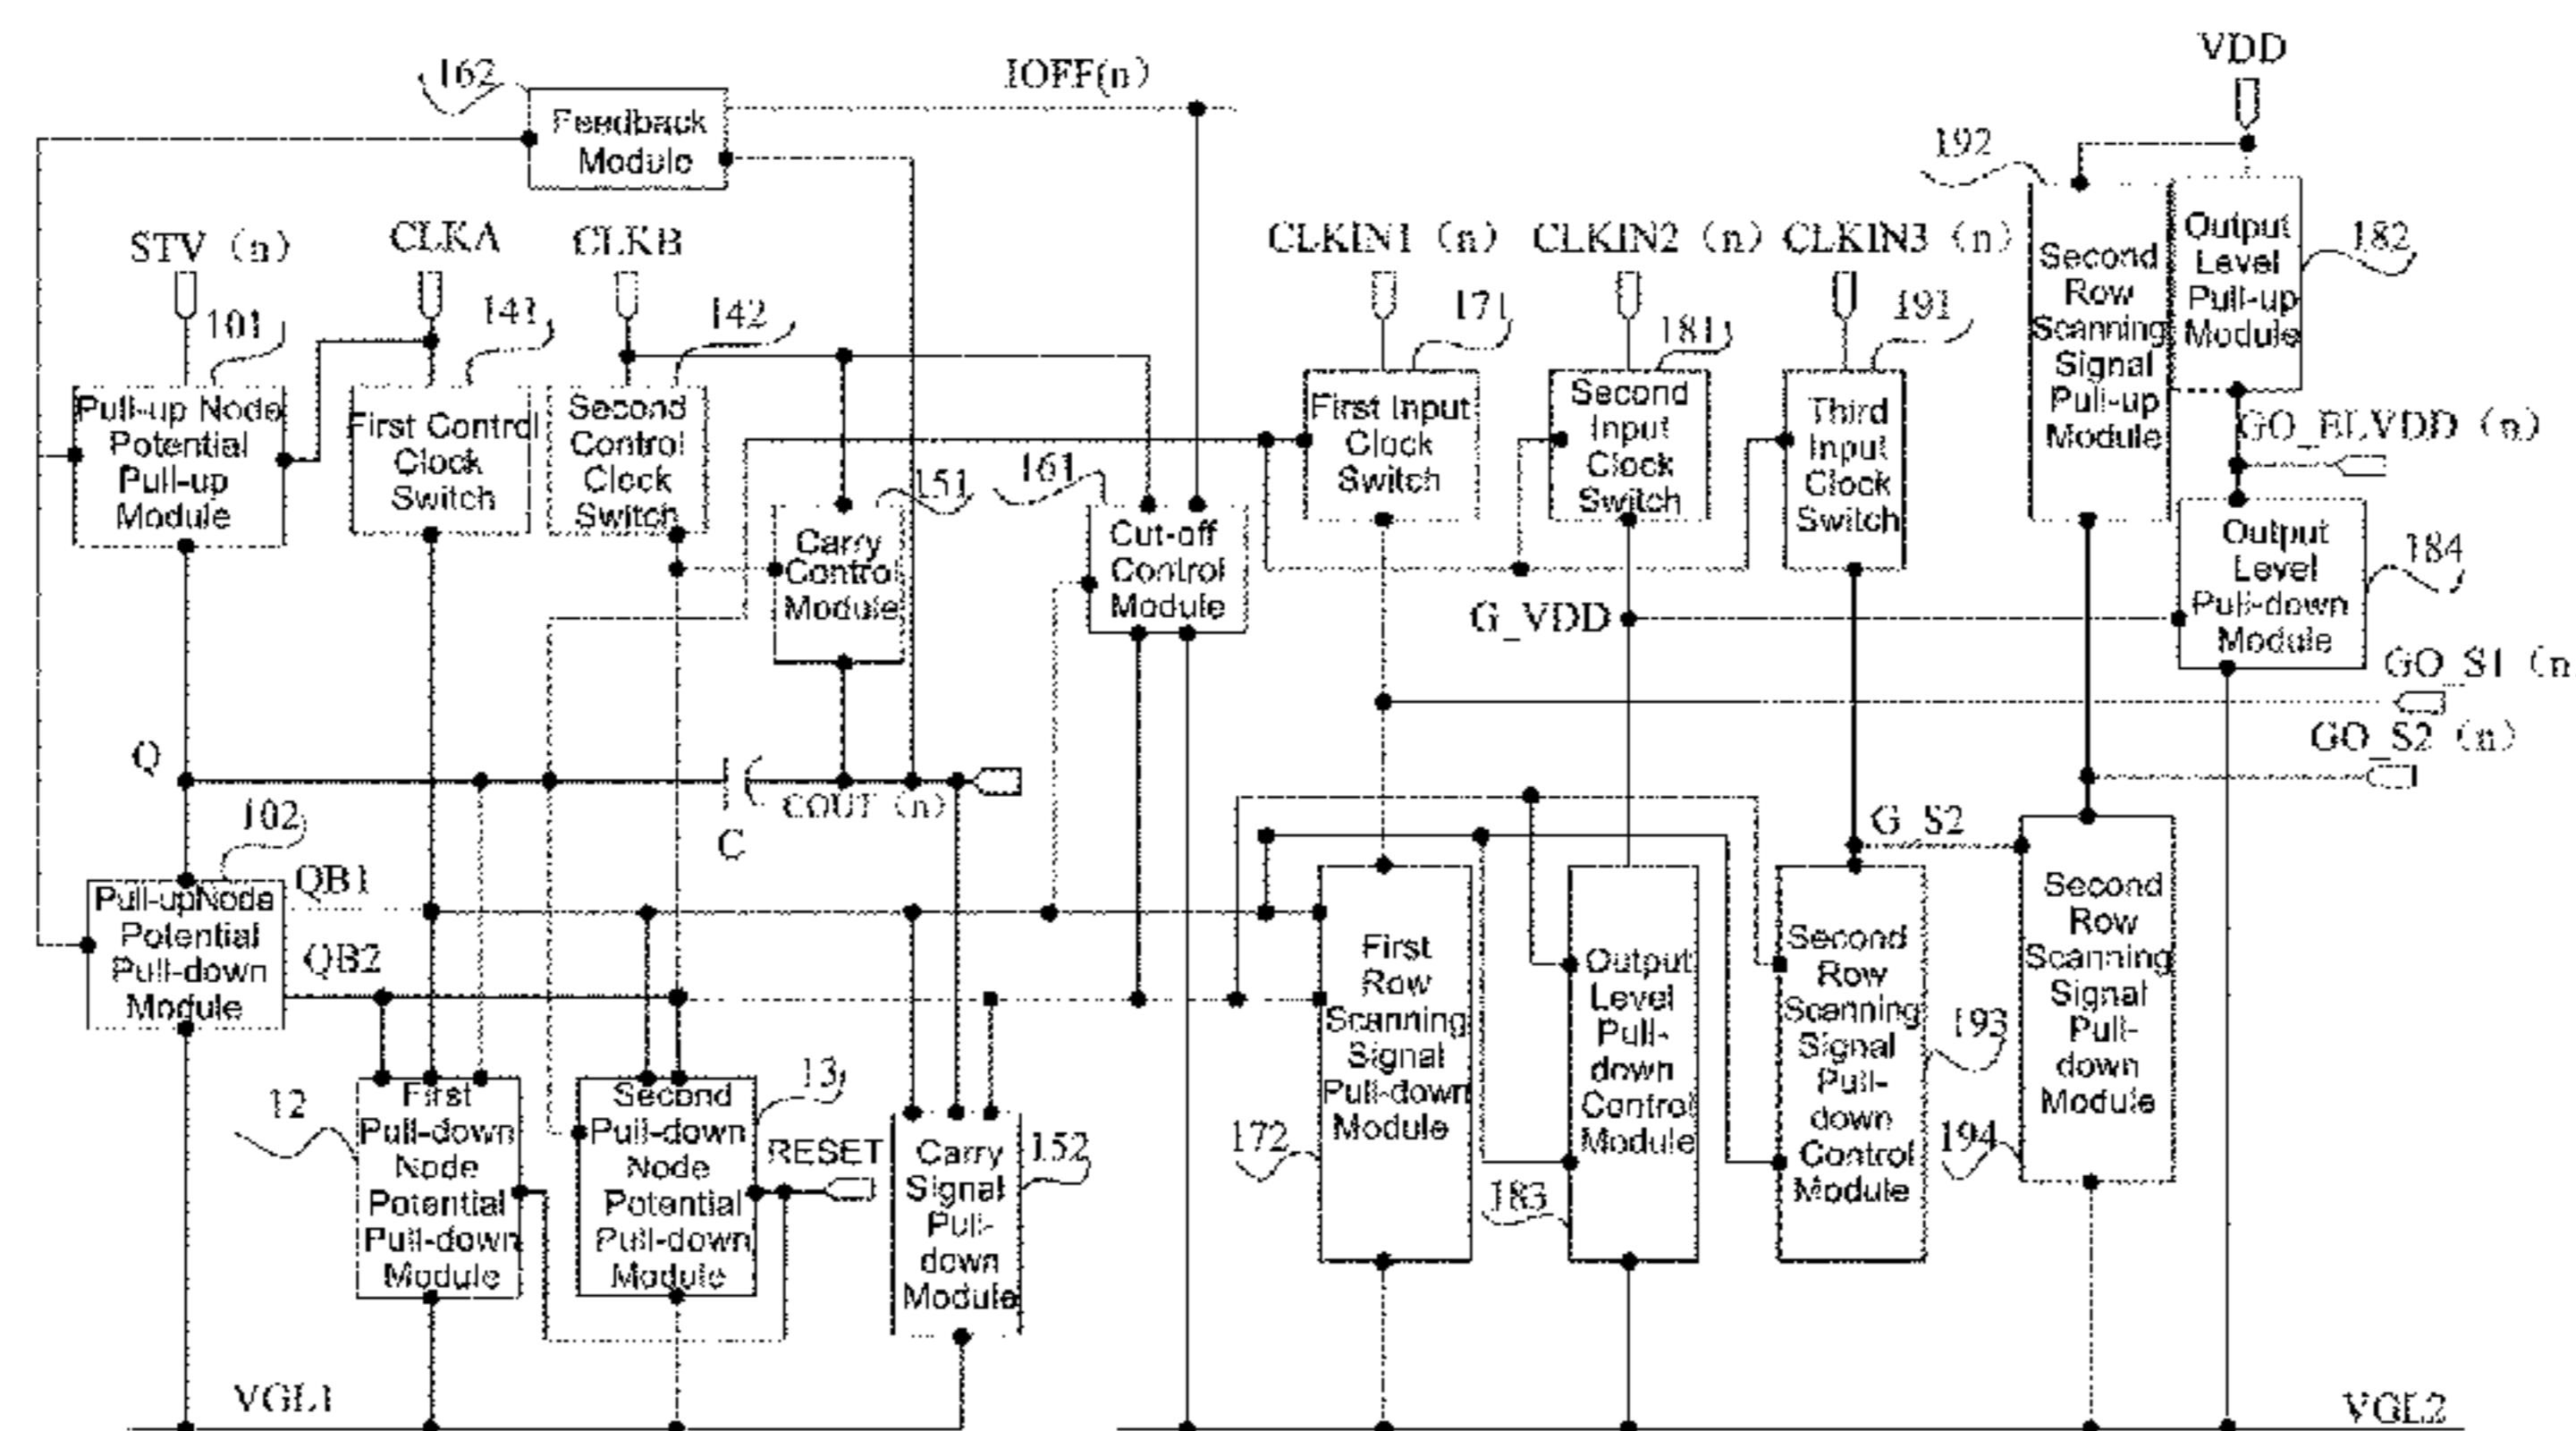 VDD
162
IOFF(n)
Feedback
Module
192
STV (n)
CLKA
CLKB
CLKIN1 (n)
CLKIN2 (n)
CLKIN3 (n)
Output
Level
Pull-up
Module
182
Second
Row
Scanning
Signal
Pull-up
Module
101
141
142
171
181
191
Pull-up Node
Potential
Pull-up
Module
First Control
Clock
Switch
Second
Control
Clock
Switch
First Input
Clock
Switch
Second
Input
Clock
Switch
Third
Input
Clock
Switch
GO_ELVDD (n)
151
161
Carry
Control
Module
Cut-off
Control
Module
Output
Level
Pull-down
Module
184
G_VDD
GO_S1 (n
GO_S2 (n)
Q
C
COUT (n)
102
QB1
QB2
Pull-upNode
Potential
Pull-down
Module
G_S2
First
Row
Scanning
Signal
Pull-down
Module
Output
Level
Pull-
down
Control
Module
Second
Row
Scanning
Signal
Pull-
down
Control
Module
Second
Row
Scanning
Signal
Pull-
down
Module
193
12
First
Pull-down
Node
Potential
Pull-down
Module
Second
Pull-down
Node
Potential
Pull-down
Module
13
RESET
Carry
Signal
Pull-
down
Module
152
172
183
194
VGL1
VGL2